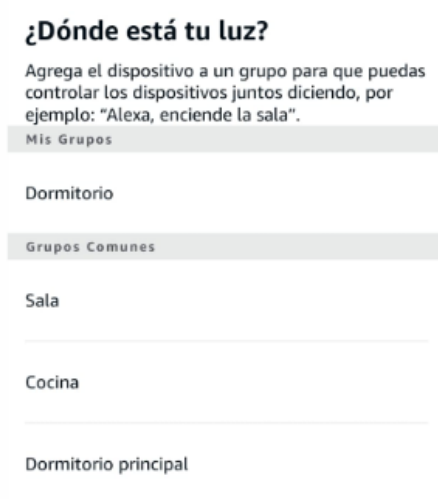 ¿Dónde está tu luz?
Agrega el dispositivo a un grupo para que puedas
controlar los dispositivos juntos diciendo, por
ejemplo: “Alexa, enciende la sala”.
Mis Grupos
Dormitorio
Grupos Comunes
Sala
Cocina
Dormitorio principal